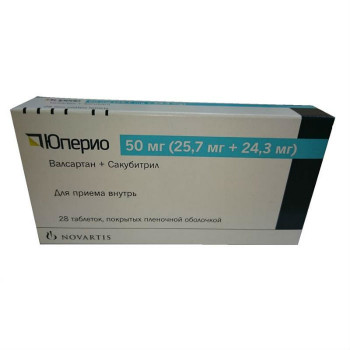 Юперио
50 мг (25,7 мг + 24,3 мг)
Валсартан + Сакубитрил
Для приема внутрь
28 таблеток, покрытых пленочной оболочкой
NOVARTIS